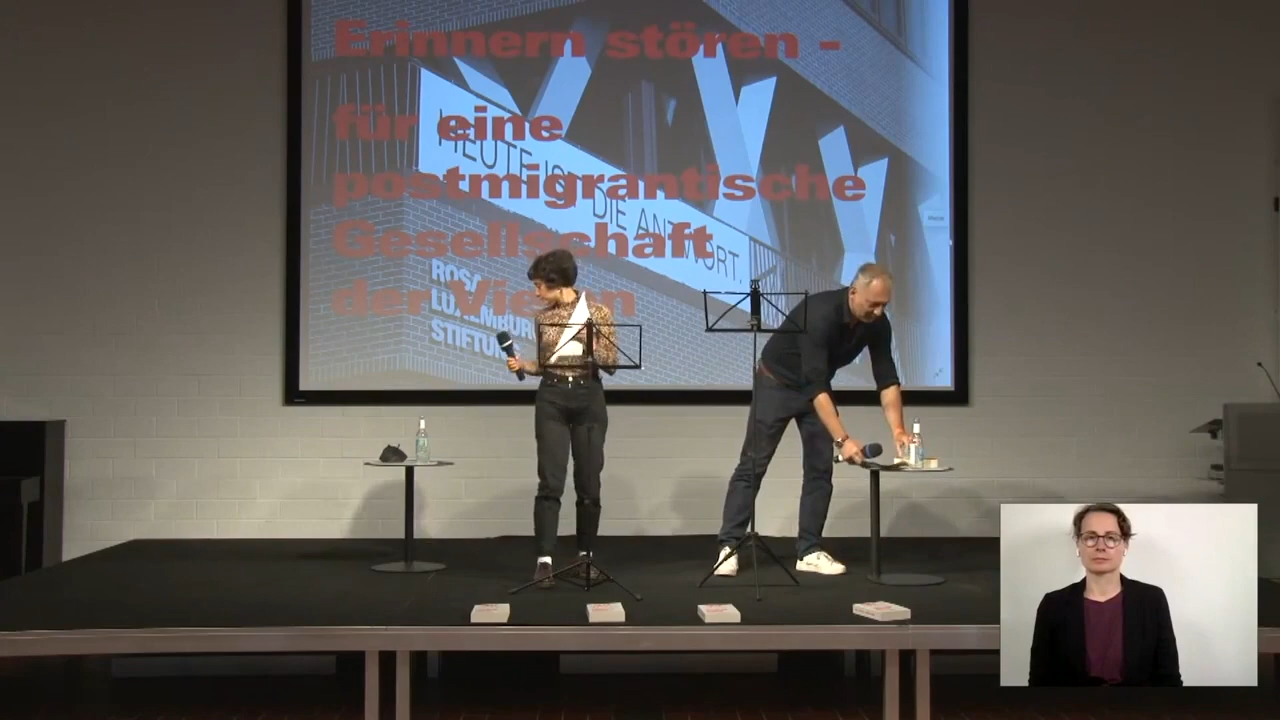 Erinnern stören -
für eine
postmigrantische
Gesellschaft
der Vielen
HEUTE IST DIE ANTWORT.
ROSA
LUXEMBURG
STIFTUNG